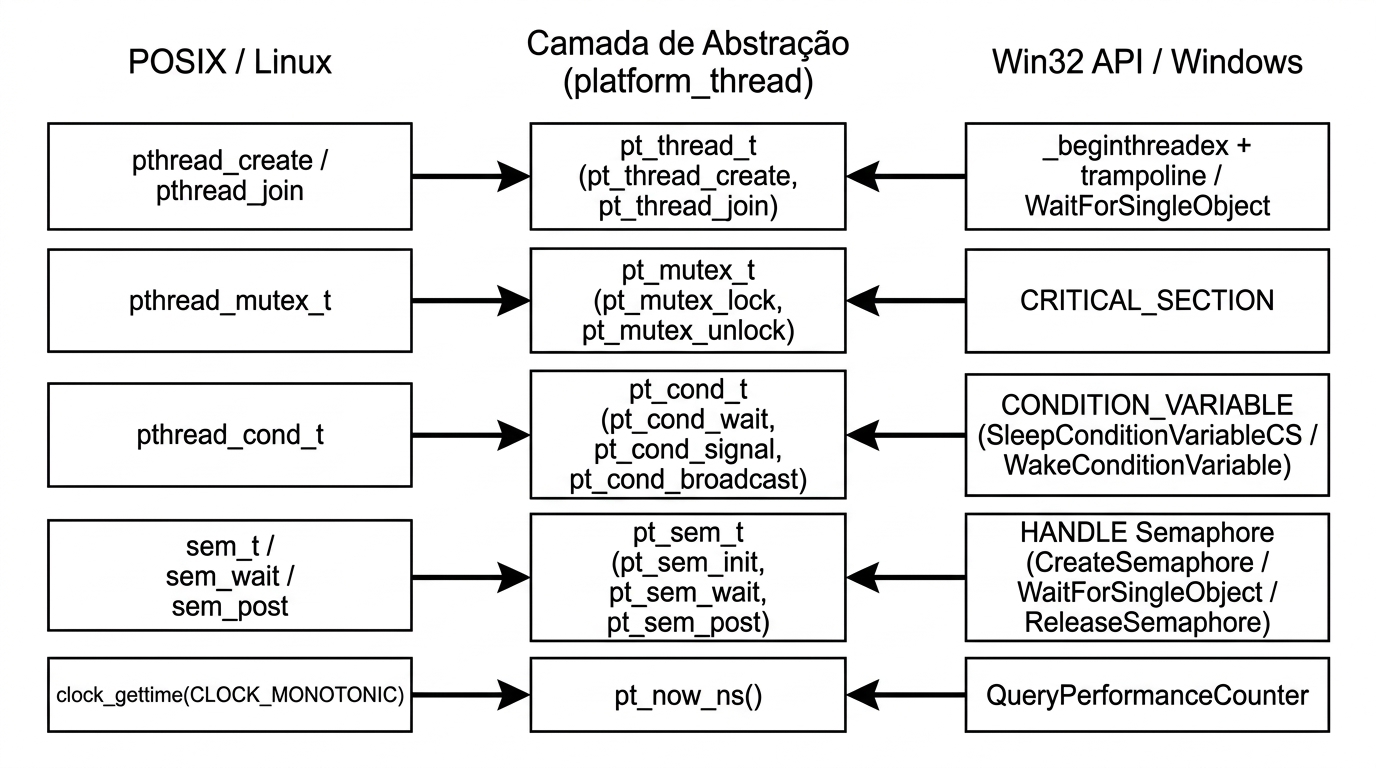 POSIX / Linux
Camada de Abstração
(platform_thread)
Win32 API / Windows
pthread_create /
pthread_join
pt_thread_t
(pt_thread_create,
pt_thread_join)
_beginthreadex +
trampoline /
WaitForSingleObject
pthread_mutex_t
pt_mutex_t
(pt_mutex_lock,
pt_mutex_unlock)
CRITICAL_SECTION
pthread_cond_t
pt_cond_t
(pt_cond_wait,
pt_cond_signal,
pt_cond_broadcast)
CONDITION_VARIABLE
(SleepConditionVariableCS /
WakeConditionVariable)
sem_t /
sem_wait /
sem_post
pt_sem_t
(pt_sem_init,
pt_sem_wait,
pt_sem_post)
HANDLE Semaphore
(CreateSemaphore /
WaitForSingleObject /
ReleaseSemaphore)
clock_gettime(CLOCK_MONOTONIC)
pt_now_ns()
QueryPerformanceCounter